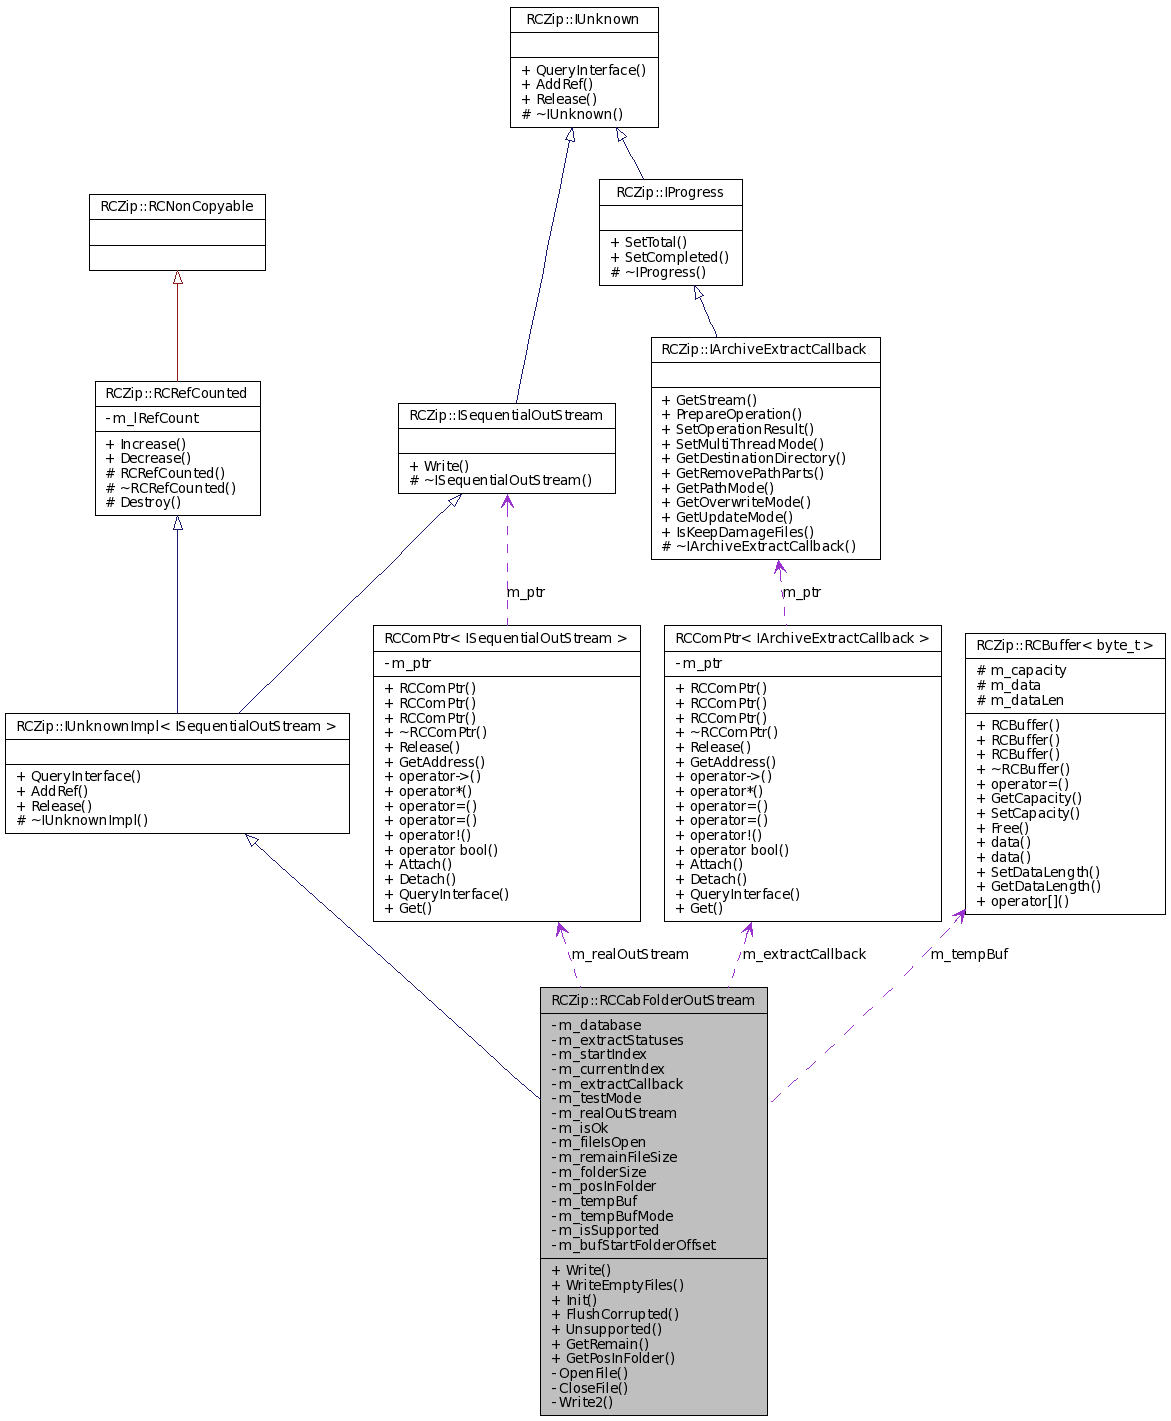 RCZip::IUnknown
+ QueryInterface()
+ AddRef()
+ Release()
# ~IUnknown()
RCZip::IProgress
+ SetTotal()
+ SetCompleted()
# ~IProgress()
RCZip::RCNonCopyable
RCZip::IArchiveExtractCallback
+ GetStream()
+ PrepareOperation()
+ SetOperationResult()
+ SetMultiThreadMode()
+ GetDestinationDirectory()
+ GetRemovePathParts()
+ GetPathMode()
+ GetOverwriteMode()
+ GetUpdateMode()
+ IsKeepDamageFiles()
# ~IArchiveExtractCallback()
RCZip::RCRefCounted
- m_lRefCount
+ Increase()
+ Decrease()
# RCRefCounted()
# ~RCRefCounted()
# Destroy()
RCZip::ISequentialOutStream
+ Write()
# ~ISequentialOutStream()
m_ptr
m_ptr
RCComPtr< ISequentialOutStream >
- m_ptr
+ RCComPtr()
+ RCComPtr()
+ RCComPtr()
+ ~RCComPtr()
+ Release()
+ GetAddress()
+ operator->()
+ operator*()
+ operator=()
+ operator=()
+ operator!()
+ operator bool()
+ Attach()
+ Detach()
+ QueryInterface()
+ Get()
RCComPtr< IArchiveExtractCallback >
- m_ptr
+ RCComPtr()
+ RCComPtr()
+ RCComPtr()
+ ~RCComPtr()
+ Release()
+ GetAddress()
+ operator->()
+ operator*()
+ operator=()
+ operator=()
+ operator!()
+ operator bool()
+ Attach()
+ Detach()
+ QueryInterface()
+ Get()
RCZip::RCBuffer< byte_t >
# m_capacity
# m_data
# m_dataLen
+ RCBuffer()
+ RCBuffer()
+ RCBuffer()
+ ~RCBuffer()
+ operator=()
+ GetCapacity()
+ SetCapacity()
+ Free()
+ data()
+ data()
+ SetDataLength()
+ GetDataLength()
+ operator[]()
RCZip::IUnknownImpl< ISequentialOutStream >
+ QueryInterface()
+ AddRef()
+ Release()
# ~IUnknownImpl()
m_realOutStream
m_extractCallback
m_tempBuf
RCZip::RCCabFolderOutStream
- m_database
- m_extractStatuses
- m_startIndex
- m_currentIndex
- m_extractCallback
- m_testMode
- m_realOutStream
- m_isOk
- m_fileIsOpen
- m_remainFileSize
- m_folderSize
- m_posInFolder
- m_tempBuf
- m_tempBufMode
- m_isSupported
- m_bufStartFolderOffset
+ Write()
+ WriteEmptyFiles()
+ Init()
+ FlushCorrupted()
+ Unsupported()
+ GetRemain()
+ GetPosInFolder()
- OpenFile()
- CloseFile()
- Write2()